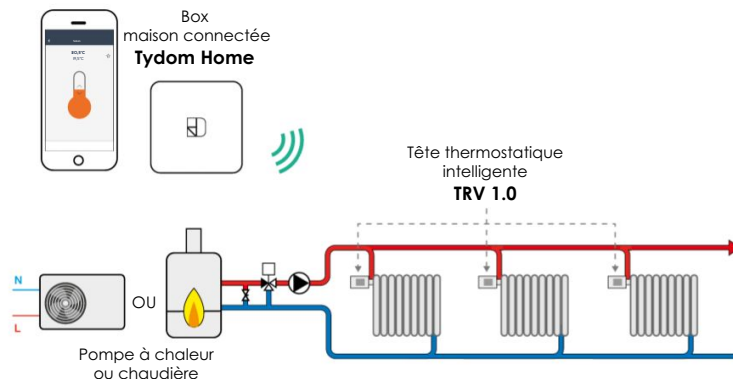 Box
maison connectée
Tydom Home
Tête thermostatique
intelligente
TRV 1.0
N
L
OU
Pompe à chaleur
ou chaudière